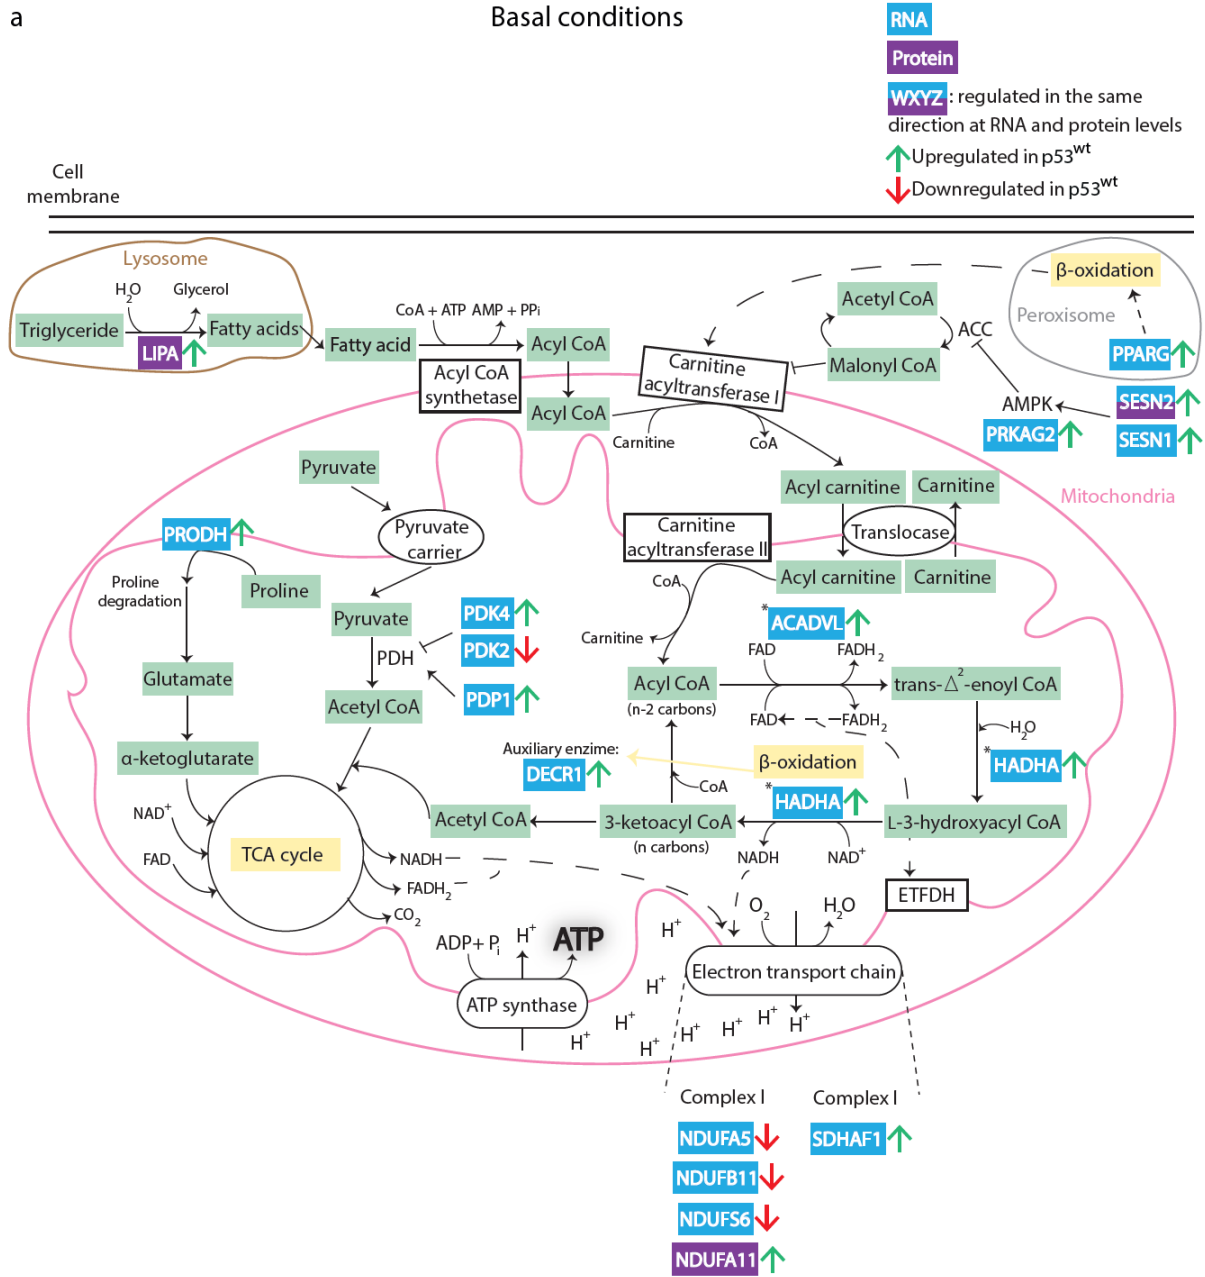 a
Basal conditions
RNA
Protein
WXYZ : regulated in the same
direction at RNA and protein levels
Upregulated in p53wt
Downregulated in p53wt
Cell
membrane
Lysosome
H2O
Glycerol
Triglyceride
Fatty acids
LIPA
Fatty acid
CoA + ATP AMP + PPi
Acyl CoA
Acyl CoA
synthetase
Acyl CoA
Carnitine
acyltransferase I
Carnitine
CoA
Acetyl CoA
ACC
Malonyl CoA
β-oxidation
Peroxisome
PPARG
AMPK
SESN2
PRKAG2
SESN1
Mitochondria
Acyl carnitine
Carnitine
Translocase
Acyl carnitine
Carnitine
Carnitine
acyltransferase II
CoA
Carnitine
Pyruvate
Pyruvate
carrier
PRODH
Proline
degradation
Proline
Glutamate
α-ketoglutarate
Pyruvate
PDH
PDK4
PDK2
PDP1
Acetyl CoA
ACADVL
*
FAD
FADH2
Acyl CoA
(n-2 carbons)
trans-Δ2-enoyl CoA
FAD
FADH2
H2O
*
HADHA
Auxiliary enzime:
DECR1
β-oxidation
CoA
*
HADHA
Acetyl CoA
3-ketoacyl CoA
(n carbons)
L-3-hydroxyacyl CoA
NADH
NAD+
NAD+
FAD
TCA cycle
NADH
FADH2
CO2
ETFDH
ADP+ Pi
H+
ATP
ATP synthase
O2
H2O
Electron transport chain
H+
H+
H+
H+
H+
H+
H+
H+
H+
Complex I
Complex I
NDUFA5
SDHAF1
NDUFB11
NDUFS6
NDUFA11